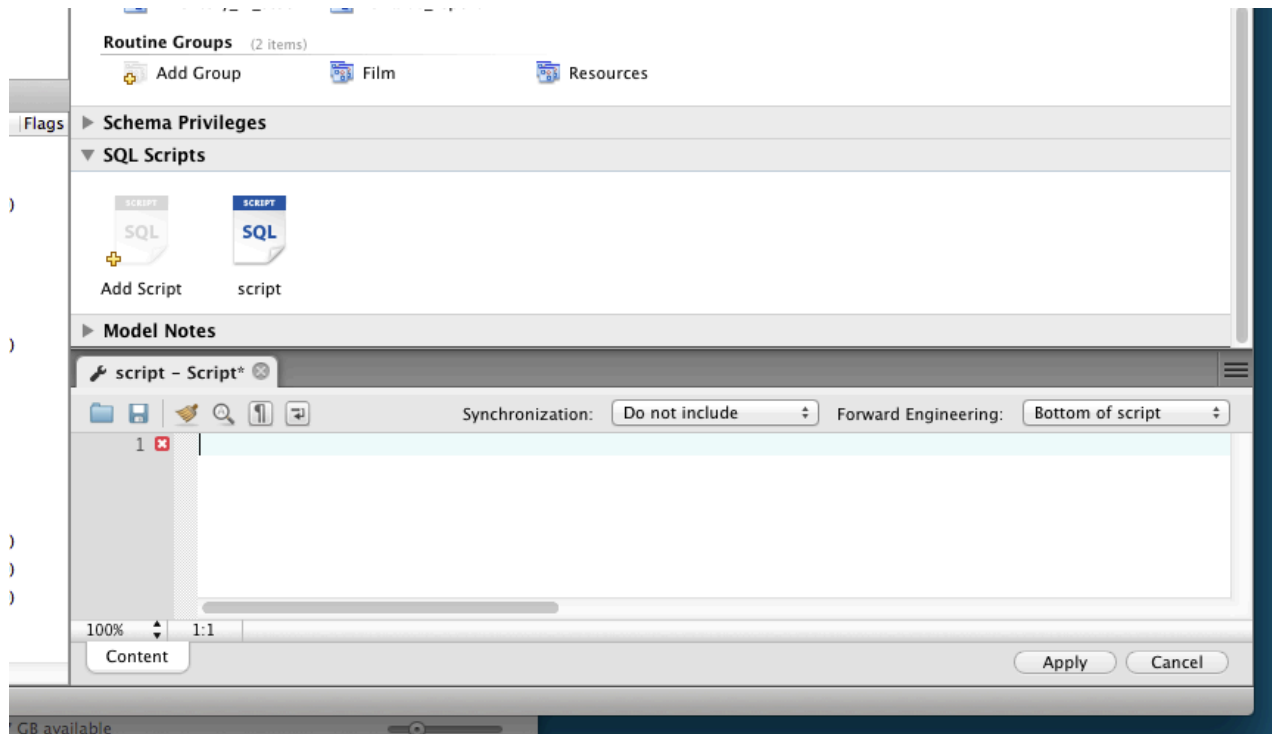 Routine Groups (2 items)
Add Group Film Resources
Flags
Schema Privileges
SQL Scripts
)
SCRIPT SCRIPT
SQL SQL
Add Script script
Model Notes
)
script – Script*
Synchronization: Do not include Forward Engineering: Bottom of script
1
)
)
)
100% 1:1
Content
Apply Cancel
GB available